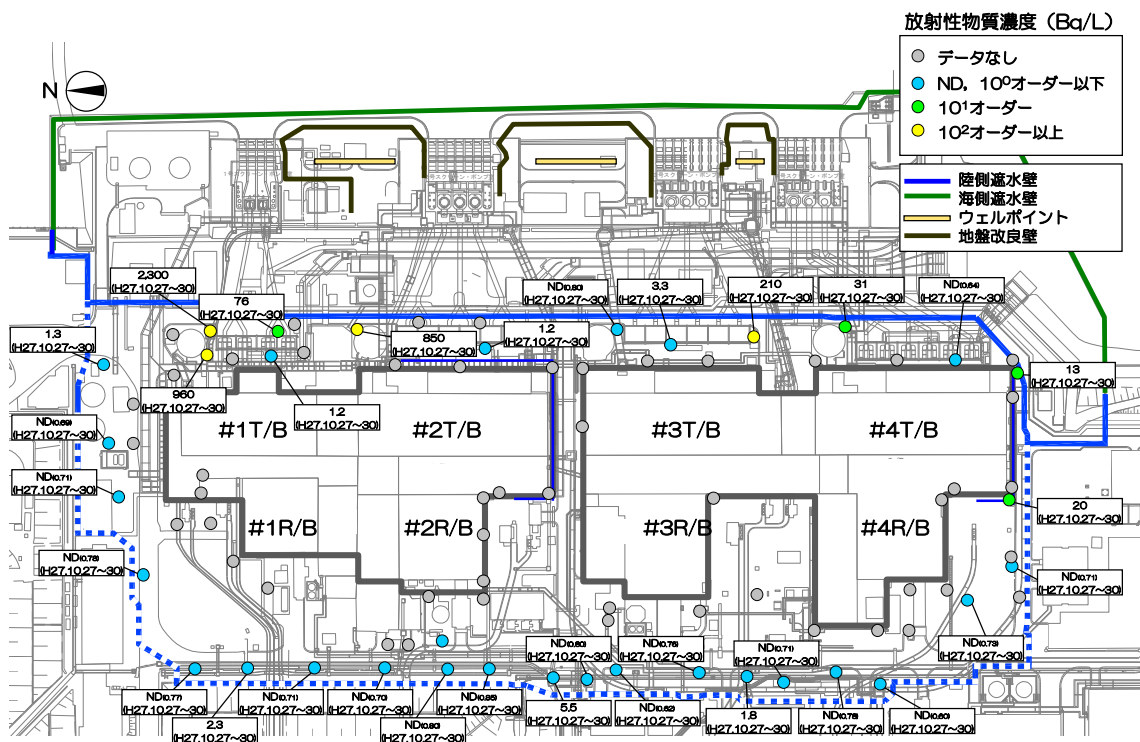 放射性物質濃度（Bq/L）
データなし
ND，10⁰オーダー以下
10¹オーダー
10²オーダー以上
陸側遮水壁
海側遮水壁
ウェルポイント
地盤改良壁
N
2,300
(H27.10.27～30)
76
(H27.10.27～30)
ND(0.80)
(H27.10.27～30)
3.3
(H27.10.27～30)
210
(H27.10.27～30)
31
(H27.10.27～30)
ND(0.64)
(H27.10.27～30)
1.3
(H27.10.27～30)
850
(H27.10.27～30)
1.2
(H27.10.27～30)
13
(H27.10.27～30)
960
(H27.10.27～30)
1.2
(H27.10.27～30)
ND(0.69)
(H27.10.27～30)
#1T/B
#2T/B
#3T/B
#4T/B
ND(0.71)
(H27.10.27～30)
20
(H27.10.27～30)
#1R/B
#2R/B
#3R/B
#4R/B
ND(0.78)
(H27.10.27～30)
ND(0.71)
(H27.10.27～30)
ND(0.60)
(H27.10.27～30)
ND(0.76)
(H27.10.27～30)
ND(0.71)
(H27.10.27～30)
ND(0.73)
(H27.10.27～30)
ND(0.77)
(H27.10.27～30)
2.3
(H27.10.27～30)
ND(0.71)
(H27.10.27～30)
ND(0.70)
(H27.10.27～30)
ND(0.80)
(H27.10.27～30)
ND(0.85)
(H27.10.27～30)
5.5
(H27.10.27～30)
ND(0.62)
(H27.10.27～30)
1.8
(H27.10.27～30)
ND(0.78)
(H27.10.27～30)
ND(0.60)
(H27.10.27～30)